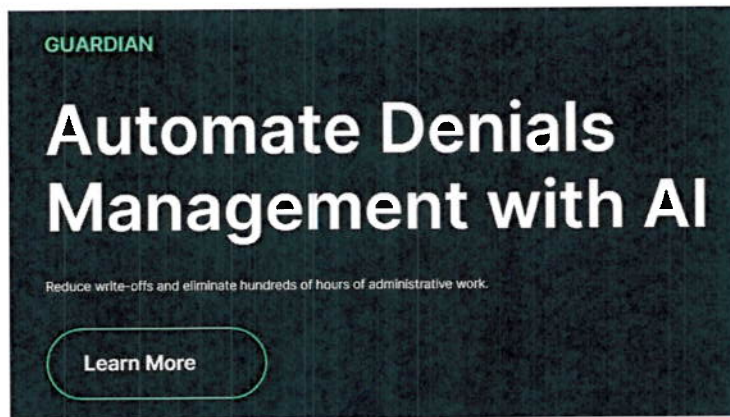 GUARDIAN
Automate Denials
Management with AI
Reduce write-offs and eliminate hundreds of hours of administrative work.
Learn More